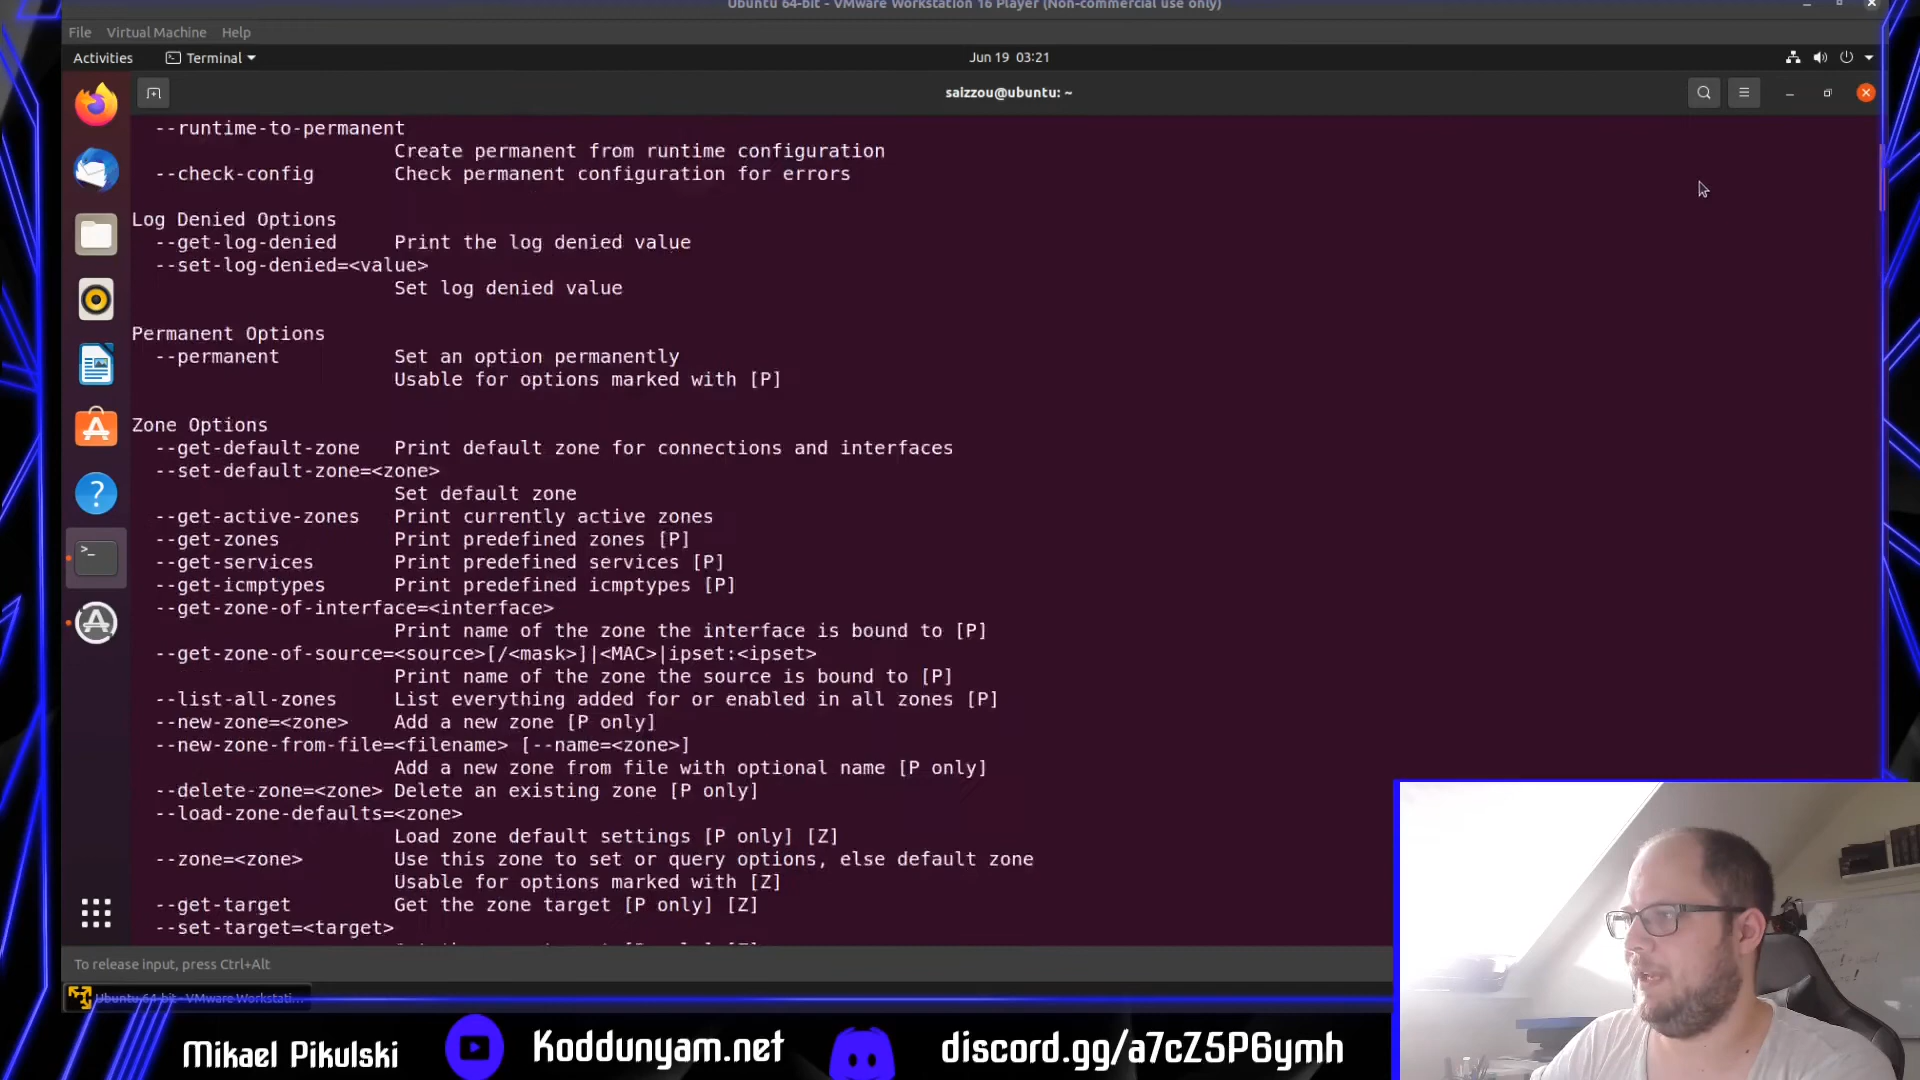 Ubuntu 64-bit - VMware Workstation 16 Player (Non-commercial use only)
File Virtual Machine Help
Activities Terminal Jun 19 03:21
saizzou@ubuntu: ~
--runtime-to-permanent
Create permanent from runtime configuration
--check-config Check permanent configuration for errors
Log Denied Options
--get-log-denied Print the log denied value
--set-log-denied=<value>
Set log denied value
Permanent Options
--permanent Set an option permanently
Usable for options marked with [P]
Zone Options
--get-default-zone Print default zone for connections and interfaces
--set-default-zone=<zone>
Set default zone
--get-active-zones Print currently active zones
--get-zones Print predefined zones [P]
--get-services Print predefined services [P]
--get-icmptypes Print predefined icmptypes [P]
--get-zone-of-interface=<interface>
Print name of the zone the interface is bound to [P]
--get-zone-of-source=<source>[/<mask>]|<MAC>|ipset:<ipset>
Print name of the zone the source is bound to [P]
--list-all-zones List everything added for or enabled in all zones [P]
--new-zone=<zone> Add a new zone [P only]
--new-zone-from-file=<filename> [--name=<zone>]
Add a new zone from file with optional name [P only]
--delete-zone=<zone> Delete an existing zone [P only]
--load-zone-defaults=<zone>
Load zone default settings [P only] [Z]
--zone=<zone> Use this zone to set or query options, else default zone
Usable for options marked with [Z]
--get-target Get the zone target [P only] [Z]
--set-target=<target>
To release input, press Ctrl+Alt
Ubuntu 64-bit - VMware Workstati...
Mikael Pikulski Koddunyam.net discord.gg/a7cZ5P6ymh